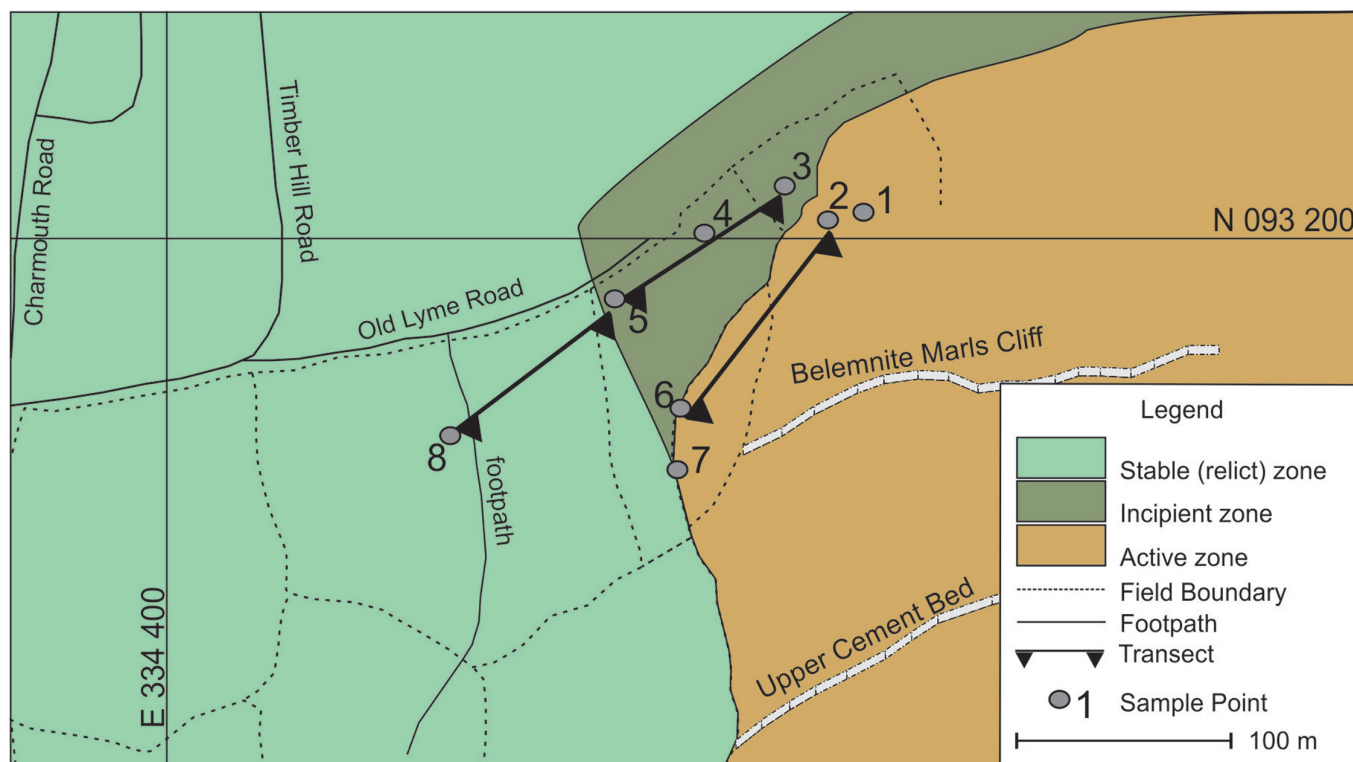 Charmouth Road
Timber Hill Road
3
2
1
4
N 093 200
Old Lyme Road
5
Belemnite Marls Cliff
6
8
7
footpath
E 334 400
Upper Cement Bed
Legend
Stable (relict) zone
Incipient zone
Active zone
Field Boundary
Footpath
Transect
1 Sample Point
100 m